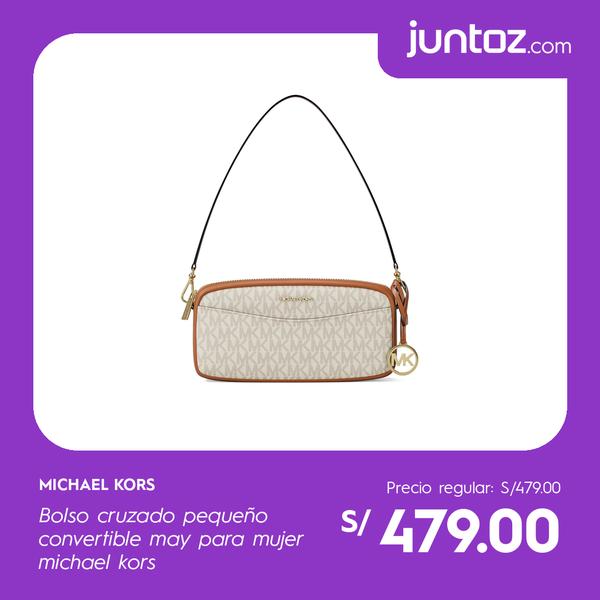 juntoz.com
MK
MICHAEL KORS
Bolso cruzado pequeño
convertible may para mujer
michael kors
Precio regular: S/479.00
S/ 479.00